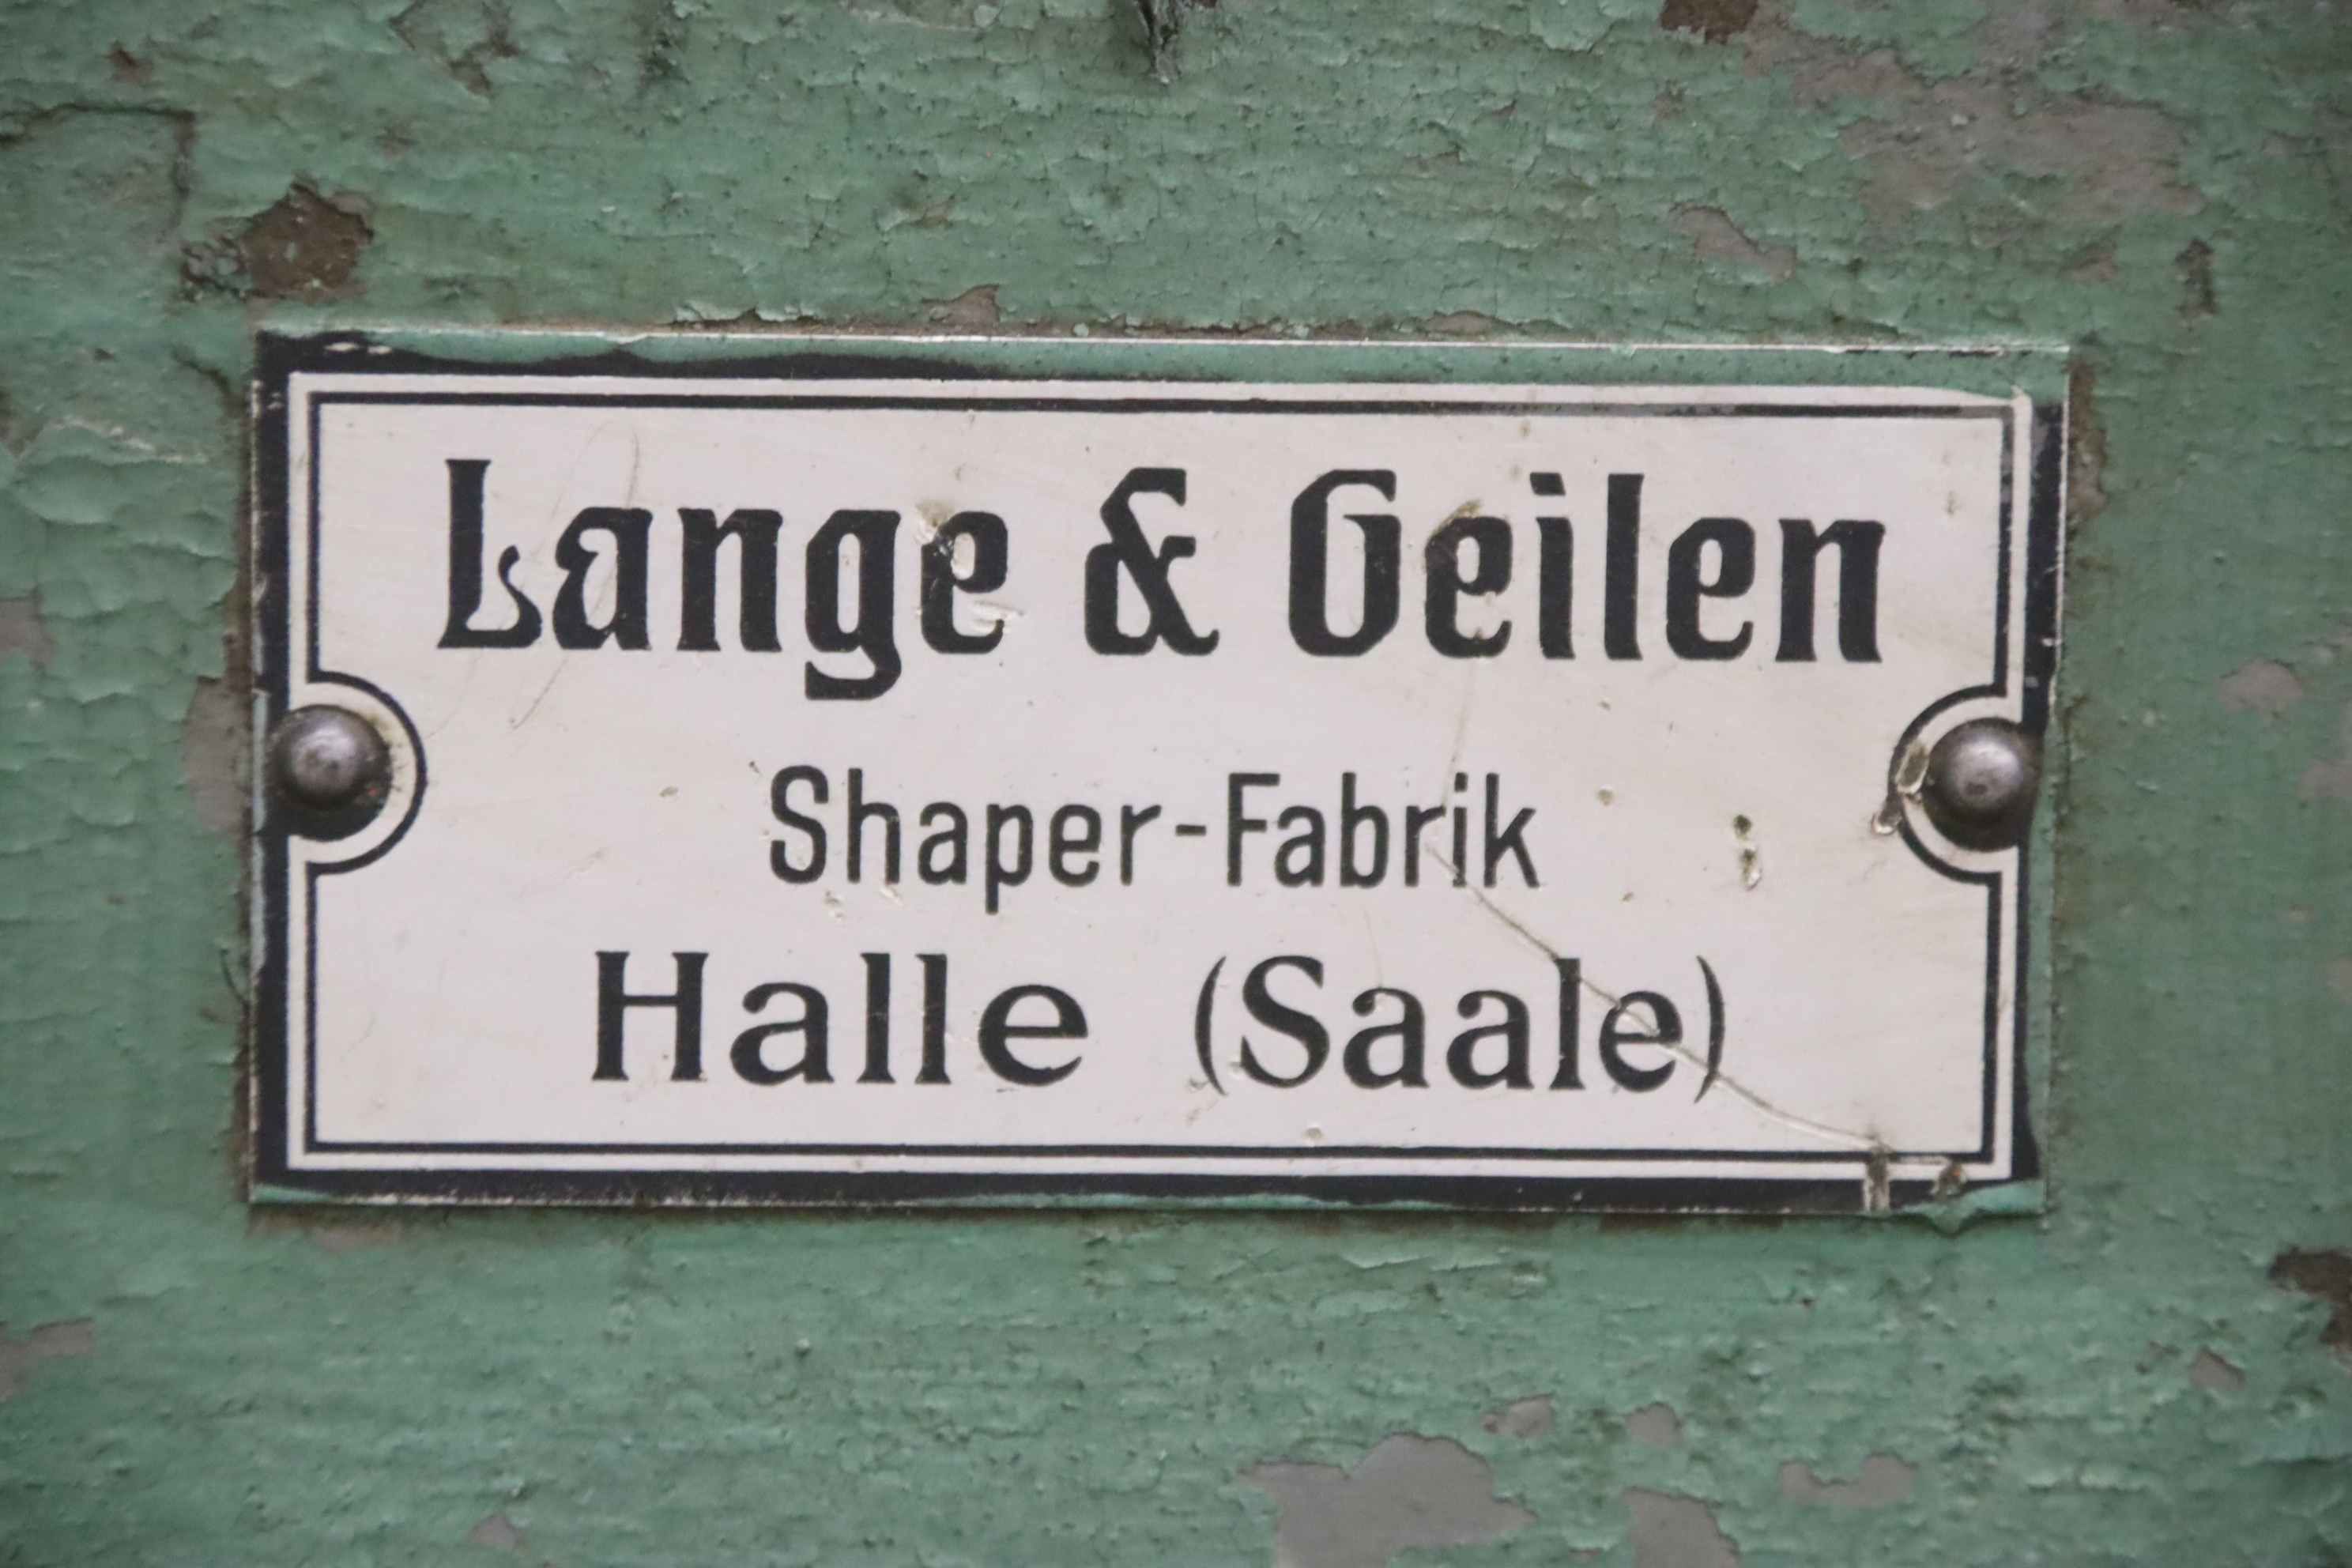 Lange & Geilen
Shaper-Fabrik
Halle (Saale)